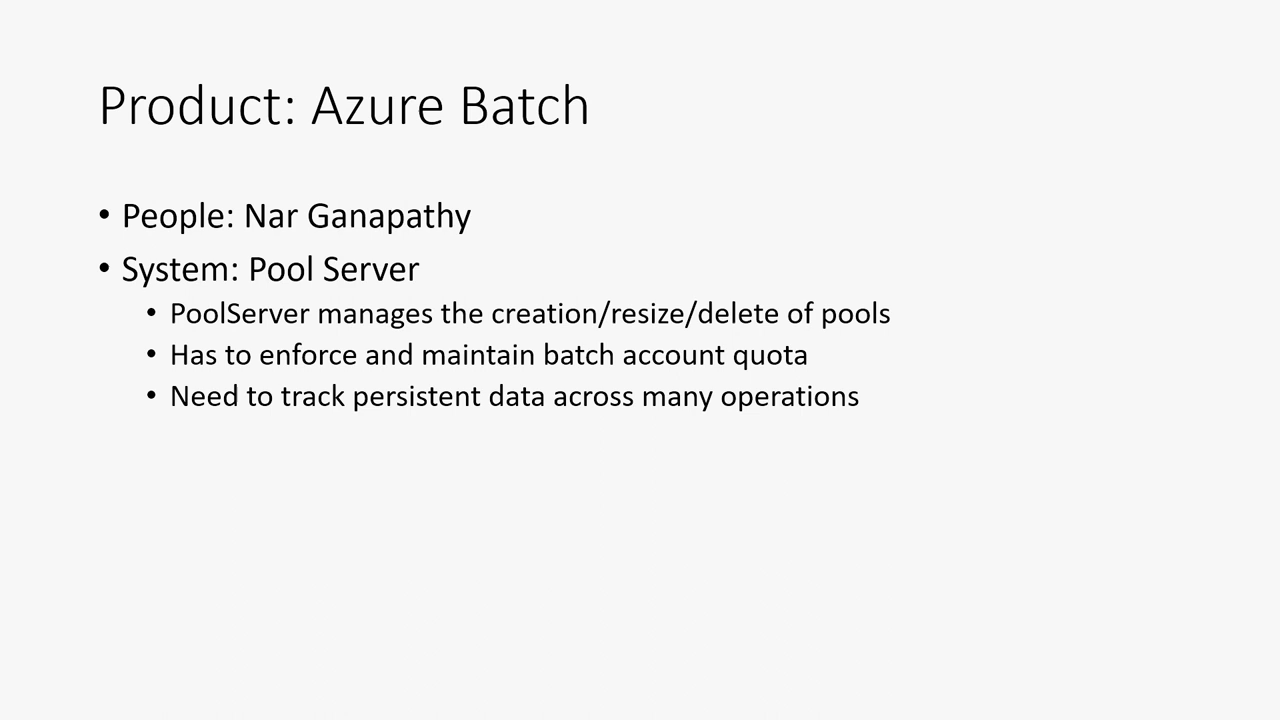 Product: Azure Batch
• People: Nar Ganapathy
• System: Pool Server
• PoolServer manages the creation/resize/delete of pools
• Has to enforce and maintain batch account quota
• Need to track persistent data across many operations